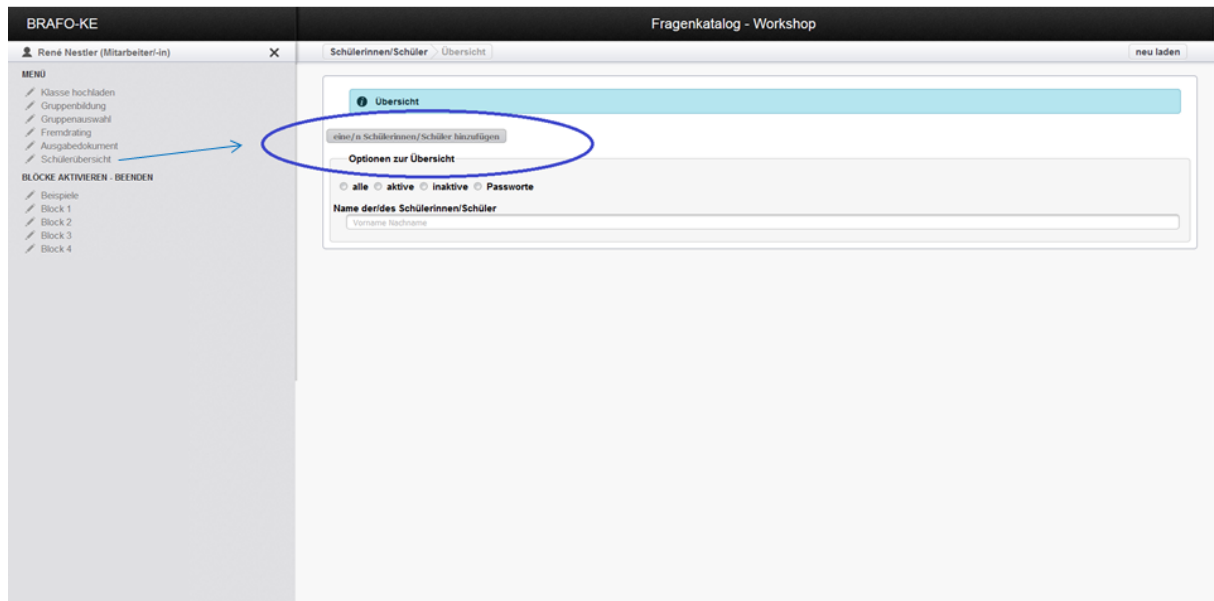 BRAFO-KE
Fragenkatalog - Workshop
René Nestler (Mitarbeiter/-in)
Schülerinnen/Schüler Übersicht
neu laden
MENÜ
Klasse hochladen
Gruppenbildung
Gruppenauswahl
Fremdrating
Ausgabedokument
Schülerübersicht
BLÖCKE AKTIVIEREN - BEENDEN
Beispiele
Block 1
Block 2
Block 3
Block 4
Übersicht
eine/n Schülerinnen/Schüler hinzufügen
Optionen zur Übersicht
alle aktive inaktive Passworte
Name der/des Schülerinnen/Schüler
Vorname Nachname